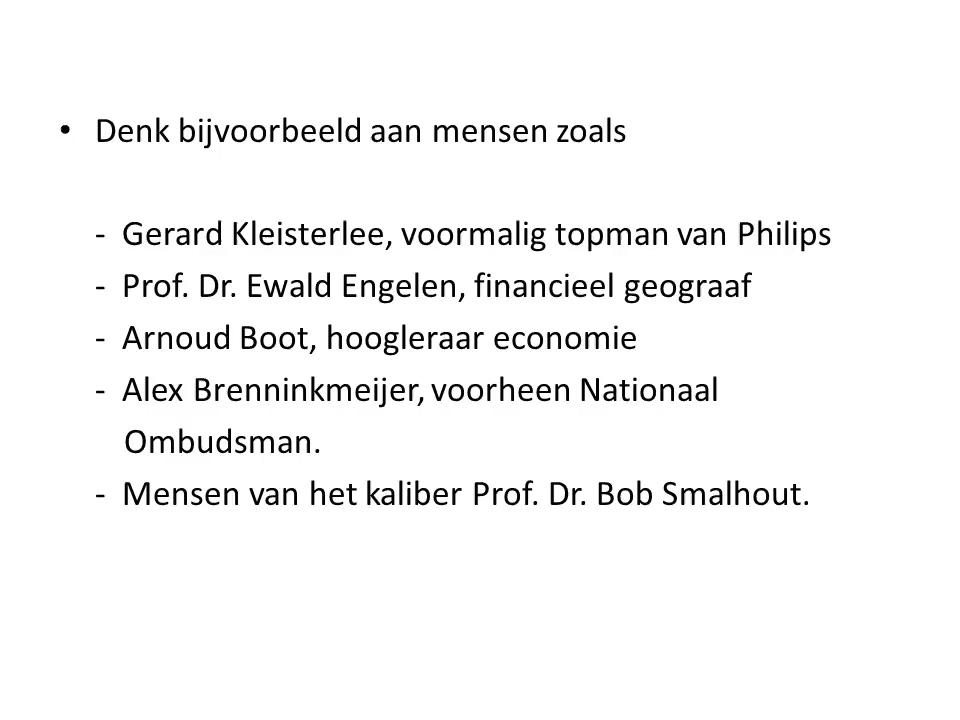 • Denk bijvoorbeeld aan mensen zoals
- Gerard Kleisterlee, voormalig topman van Philips
- Prof. Dr. Ewald Engelen, financieel geograaf
- Arnoud Boot, hoogleraar economie
- Alex Brenninkmeijer, voorheen Nationaal
Ombudsman.
- Mensen van het kaliber Prof. Dr. Bob Smalhout.